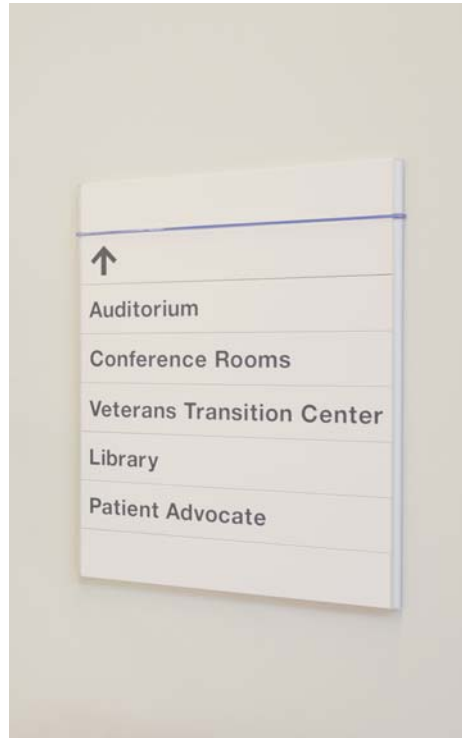 ↑
Auditorium
Conference Rooms
Veterans Transition Center
Library
Patient Advocate